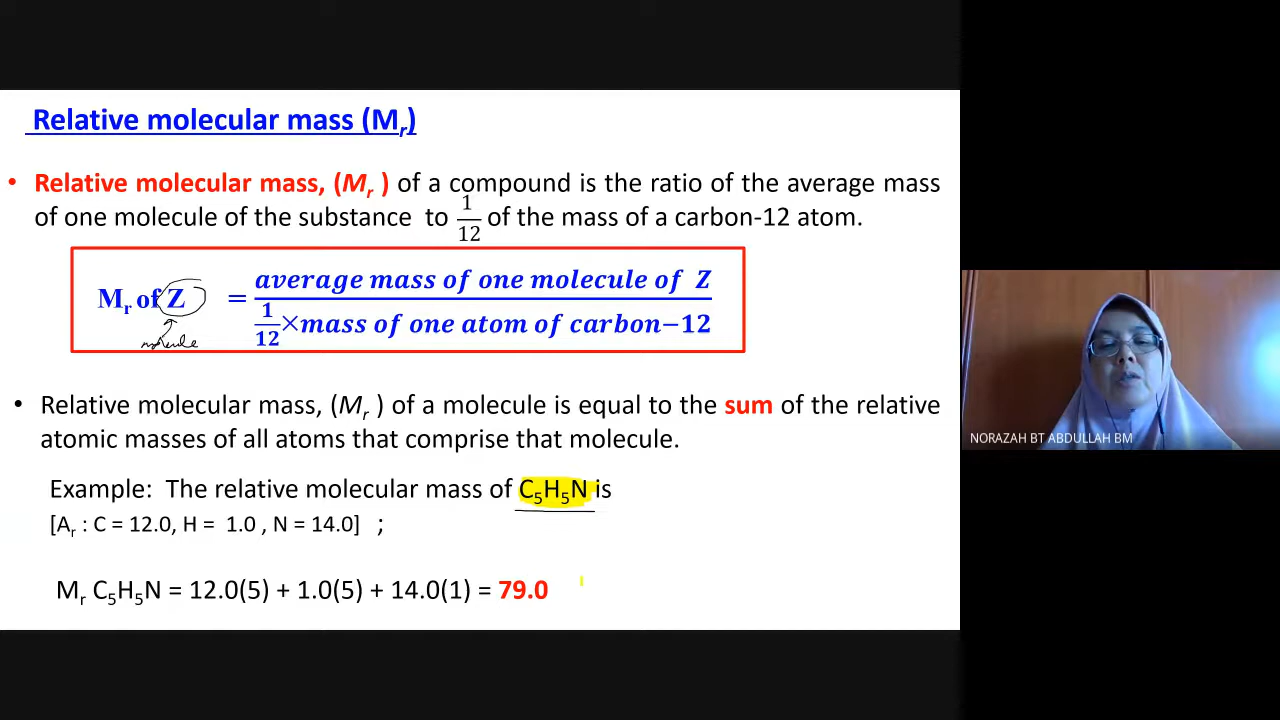 Relative molecular mass (Mr)
• Relative molecular mass, (Mr ) of a compound is the ratio of the average mass
of one molecule of the substance to 1/12 of the mass of a carbon-12 atom.
Mr of Z = average mass of one molecule of Z / 1/12 ×mass of one atom of carbon−12
molecule
• Relative molecular mass, (Mr ) of a molecule is equal to the sum of the relative
atomic masses of all atoms that comprise that molecule.
Example: The relative molecular mass of C5H5N is
[Ar : C = 12.0, H = 1.0 , N = 14.0] ;
Mr C5H5N = 12.0(5) + 1.0(5) + 14.0(1) = 79.0
NORAZAH BT ABDULLAH BM